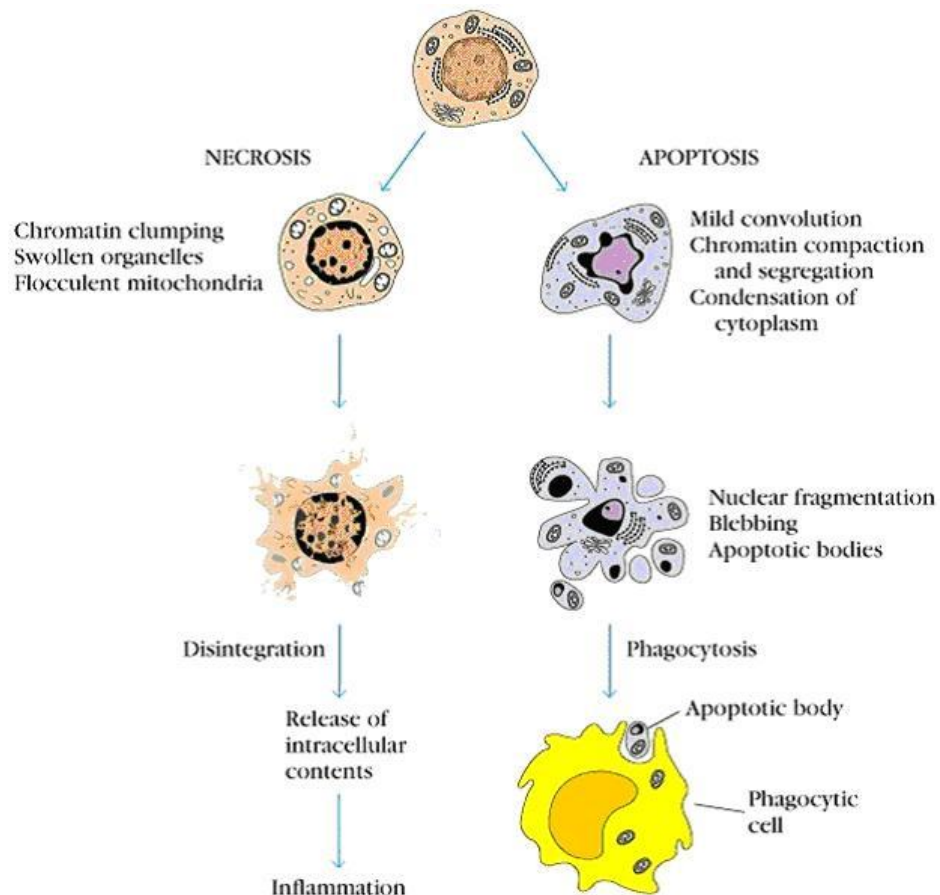 NECROSIS
APOPTOSIS
Chromatin clumping
Swollen organelles
Flocculent mitochondria
Mild convolution
Chromatin compaction
and segregation
Condensation of
cytoplasm
Nuclear fragmentation
Blebbing
Apoptotic bodies
Disintegration
Phagocytosis
Release of
intracellular
contents
Apoptotic body
Phagocytic
cell
Inflammation